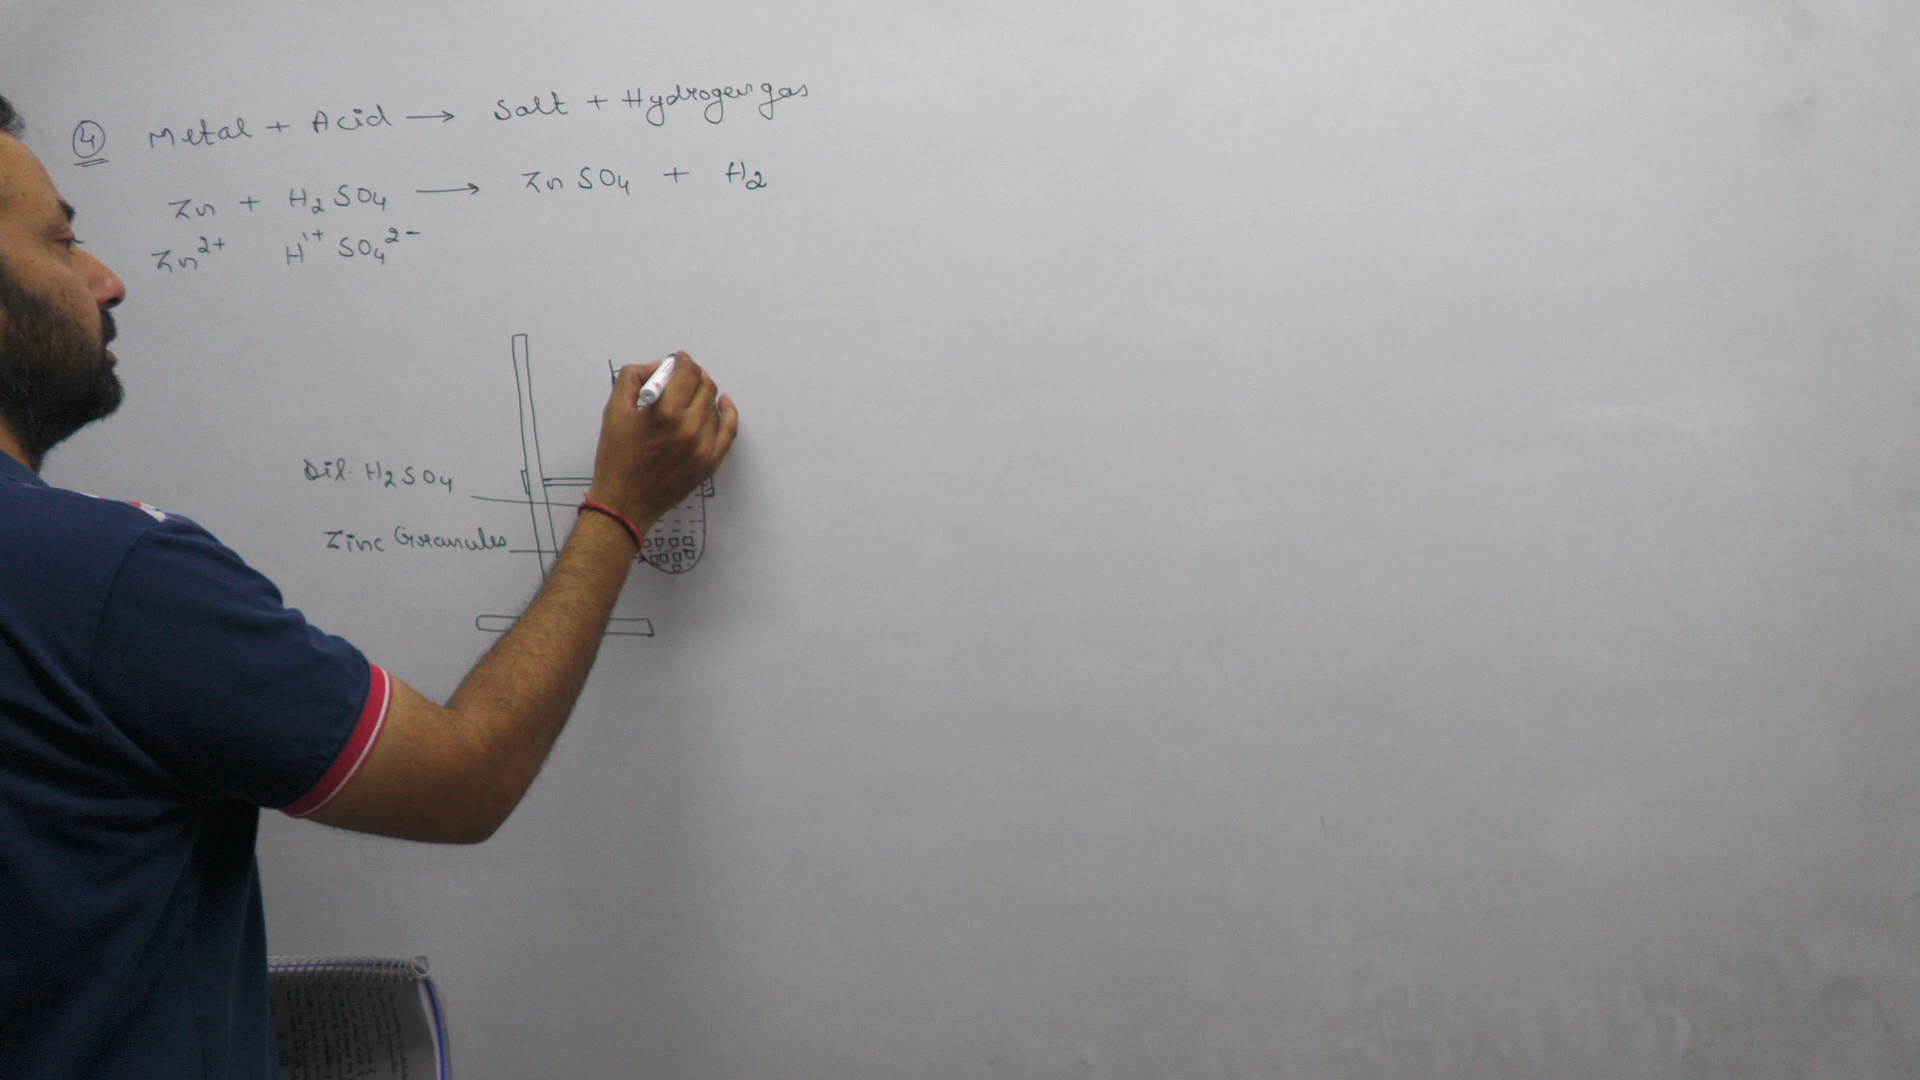 ④ Metal + Acid → Salt + Hydrogen gas
Zn + H₂SO₄ → ZnSO₄ + H₂
Zn²⁺ H¹⁺ SO₄²⁻
Dil. H₂SO₄
Zinc Granules